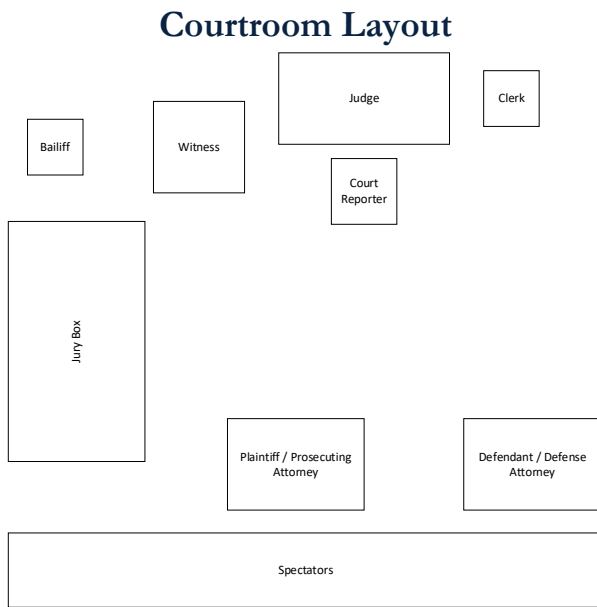 Courtroom Layout
Judge
Clerk
Bailiff
Witness
Court
Reporter
Jury Box
Plaintiff / Prosecuting
Attorney
Defendant / Defense
Attorney
Spectators